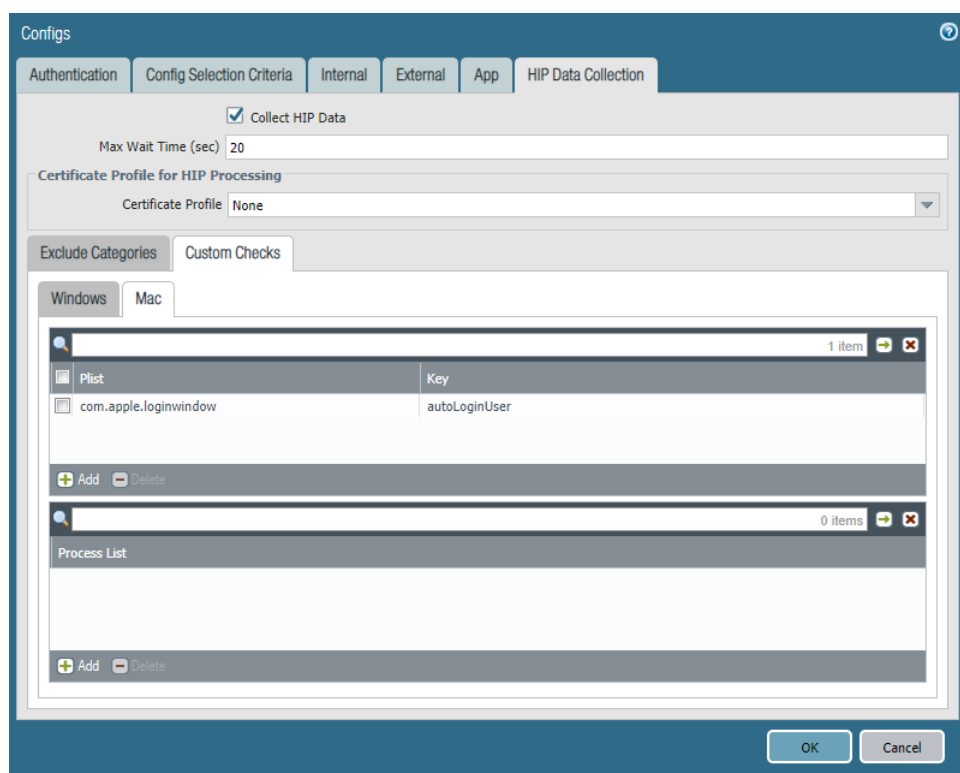 Configs
Authentication Config Selection Criteria Internal External App HIP Data Collection
Collect HIP Data
Max Wait Time (sec) 20
Certificate Profile for HIP Processing
Certificate Profile None
Exclude Categories Custom Checks
Windows Mac
1 item
Plist Key
com.apple.loginwindow autoLoginUser
Add Delete
0 items
Process List
Add Delete
OK Cancel